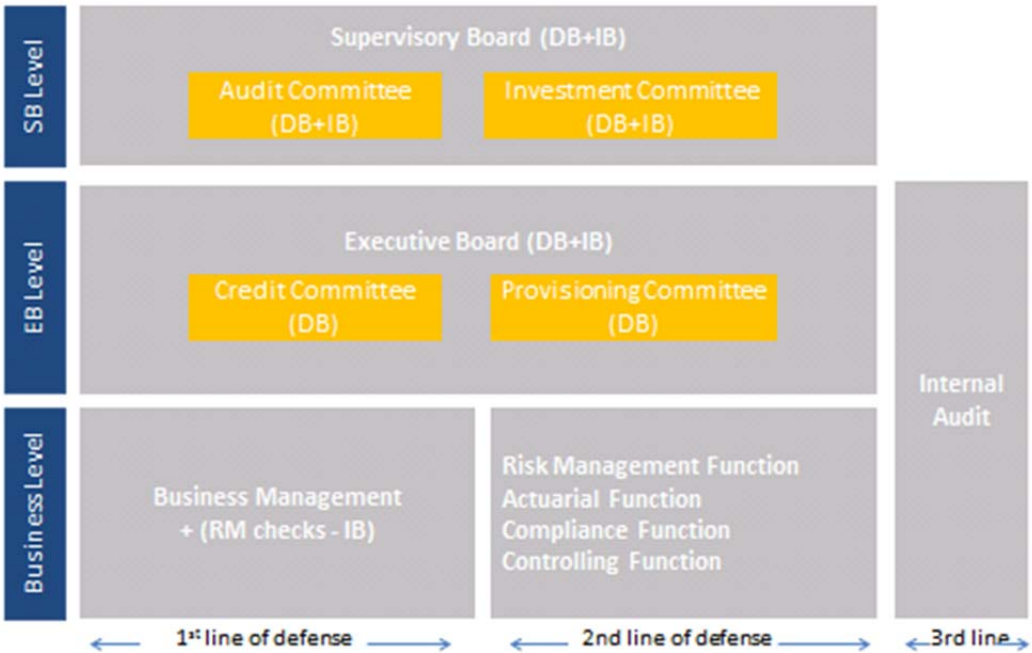 SB Level
Supervisory Board (DB+IB)
Audit Committee
(DB+IB)
Investment Committee
(DB+IB)
EB Level
Executive Board (DB+IB)
Credit Committee
(DB)
Provisioning Committee
(DB)
Internal
Audit
Business Level
Business Management
+ (RM checks - IB)
Risk Management Function
Actuarial Function
Compliance Function
Controlling Function
1st line of defense
2nd line of defense
3rd line